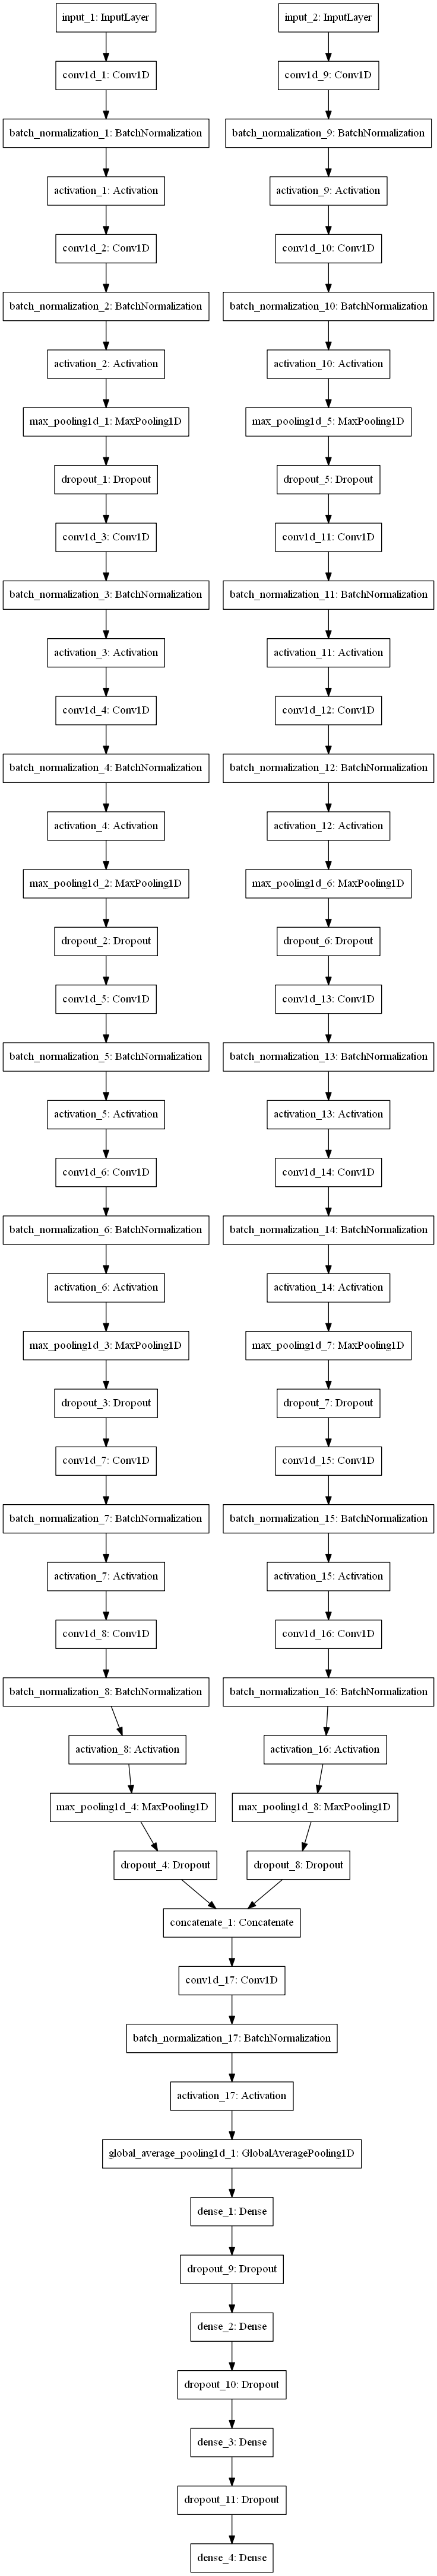 input_1: InputLayer
input_2: InputLayer
conv1d_1: Conv1D
conv1d_9: Conv1D
batch_normalization_1: BatchNormalization
batch_normalization_9: BatchNormalization
activation_1: Activation
activation_9: Activation
conv1d_2: Conv1D
conv1d_10: Conv1D
batch_normalization_2: BatchNormalization
batch_normalization_10: BatchNormalization
activation_2: Activation
activation_10: Activation
max_pooling1d_1: MaxPooling1D
max_pooling1d_5: MaxPooling1D
dropout_1: Dropout
dropout_5: Dropout
conv1d_3: Conv1D
conv1d_11: Conv1D
batch_normalization_3: BatchNormalization
batch_normalization_11: BatchNormalization
activation_3: Activation
activation_11: Activation
conv1d_4: Conv1D
conv1d_12: Conv1D
batch_normalization_4: BatchNormalization
batch_normalization_12: BatchNormalization
activation_4: Activation
activation_12: Activation
max_pooling1d_2: MaxPooling1D
max_pooling1d_6: MaxPooling1D
dropout_2: Dropout
dropout_6: Dropout
conv1d_5: Conv1D
conv1d_13: Conv1D
batch_normalization_5: BatchNormalization
batch_normalization_13: BatchNormalization
activation_5: Activation
activation_13: Activation
conv1d_6: Conv1D
conv1d_14: Conv1D
batch_normalization_6: BatchNormalization
batch_normalization_14: BatchNormalization
activation_6: Activation
activation_14: Activation
max_pooling1d_3: MaxPooling1D
max_pooling1d_7: MaxPooling1D
dropout_3: Dropout
dropout_7: Dropout
conv1d_7: Conv1D
conv1d_15: Conv1D
batch_normalization_7: BatchNormalization
batch_normalization_15: BatchNormalization
activation_7: Activation
activation_15: Activation
conv1d_8: Conv1D
conv1d_16: Conv1D
batch_normalization_8: BatchNormalization
batch_normalization_16: BatchNormalization
activation_8: Activation
activation_16: Activation
max_pooling1d_4: MaxPooling1D
max_pooling1d_8: MaxPooling1D
dropout_4: Dropout
dropout_8: Dropout
concatenate_1: Concatenate
conv1d_17: Conv1D
batch_normalization_17: BatchNormalization
activation_17: Activation
global_average_pooling1d_1: GlobalAveragePooling1D
dense_1: Dense
dropout_9: Dropout
dense_2: Dense
dropout_10: Dropout
dense_3: Dense
dropout_11: Dropout
dense_4: Dense